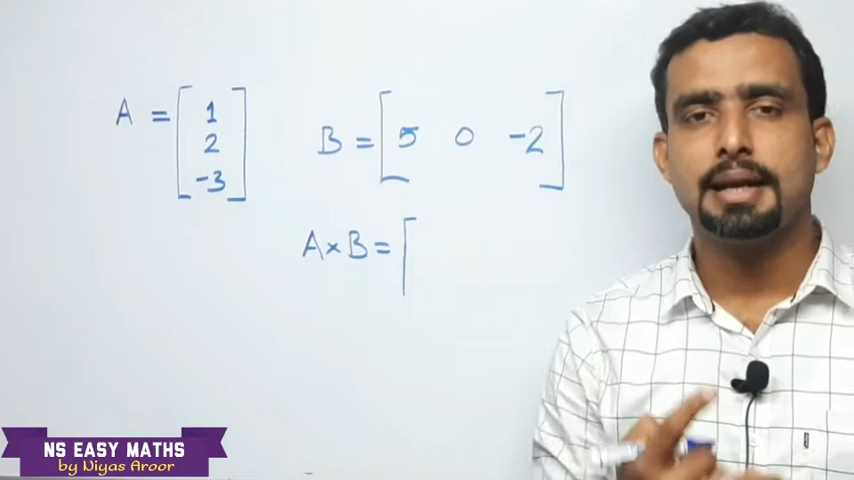 A = [ 1
2
-3 ]
B = [ 5 0 -2 ]
A × B = [
NS EASY MATHS
by Niyas Aroor